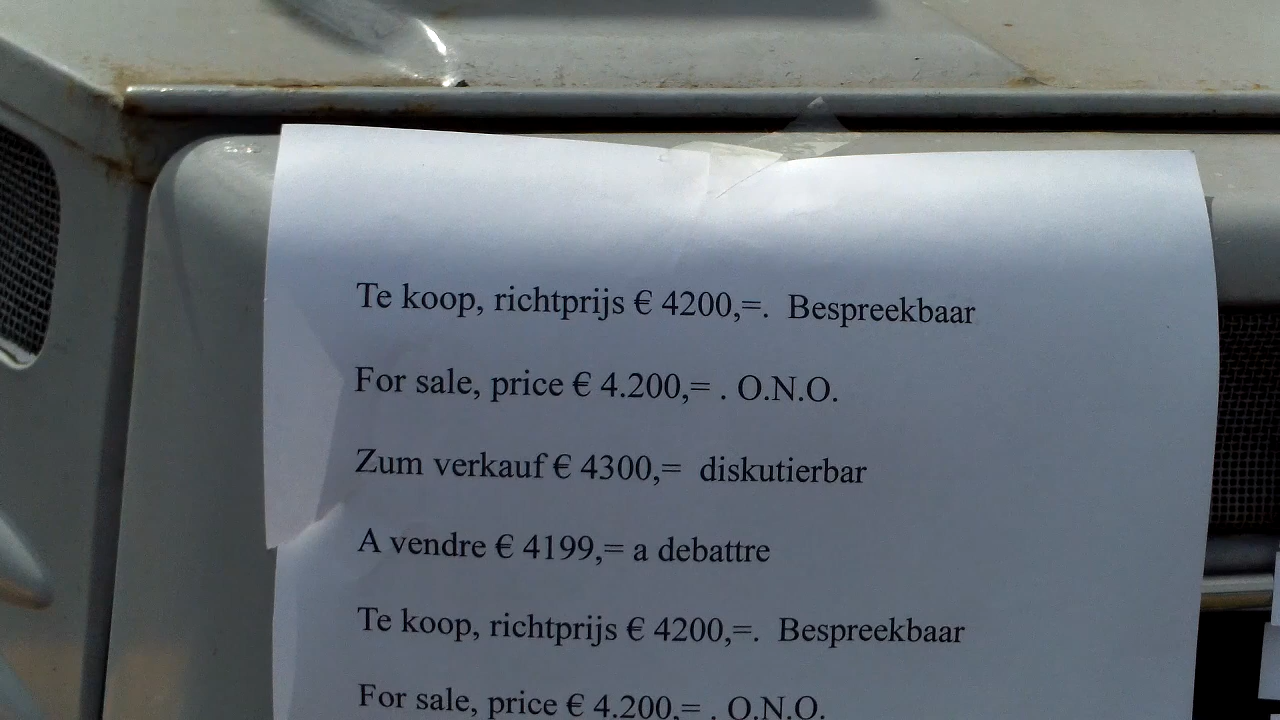 Te koop, richtprijs € 4200,=. Bespreekbaar
For sale, price € 4.200,= . O.N.O.
Zum verkauf € 4300,= diskutierbar
A vendre € 4199,= a debattre
Te koop, richtprijs € 4200,=. Bespreekbaar
For sale, price € 4.200,= . O.N.O.